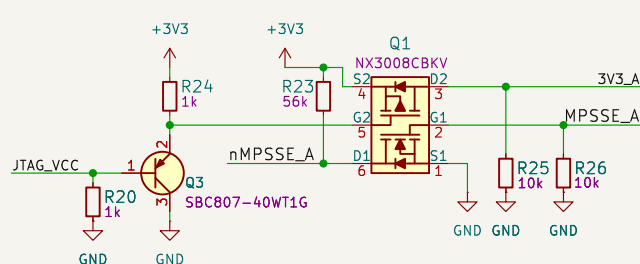 +3V3
+3V3
Q1
NX3008CBKV
R24
1k
R23
56k
S2
4
D2
3
3V3_A
G2
5
G1
2
MPSSE_A
nMPSSE_A
D1
6
S1
1
JTAG_VCC
1
2
3
Q3
SBC807-40WT1G
R20
1k
R25
10k
R26
10k
GND
GND
GND
GND
GND